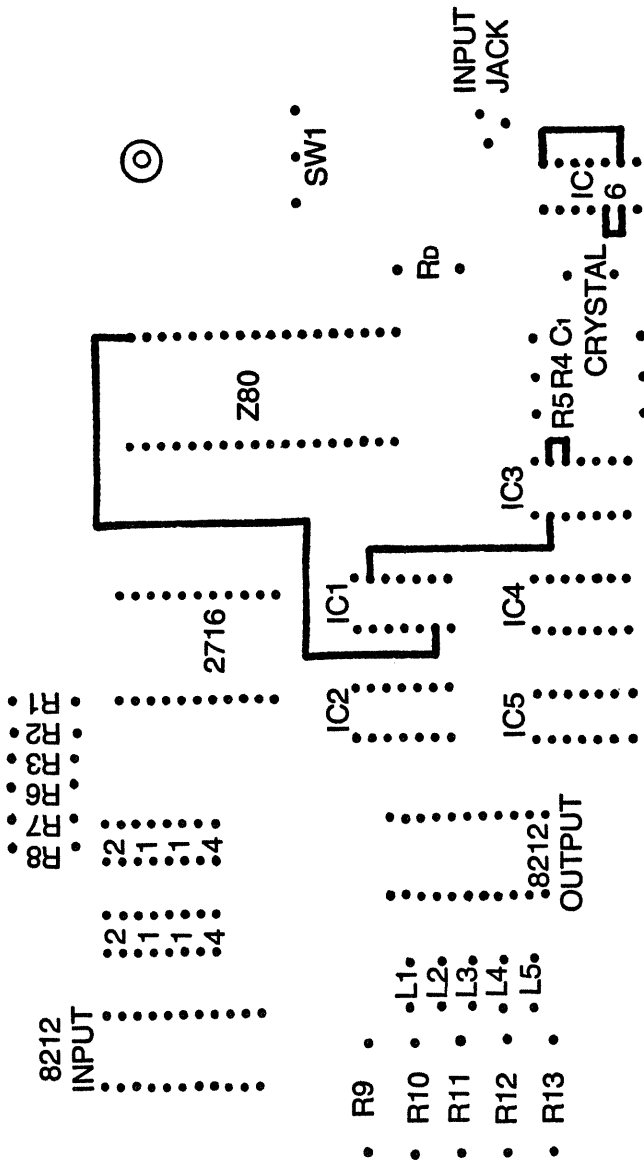 8212
INPUT
2
1
1
4
2
1
1
4
R8
R7
R6
R3
R2
R1
2716
Z80
SW1
INPUT
JACK
R9
R10
R11
R12
R13
L1
L2
L3
L4
L5
8212
OUTPUT
IC2
IC1
IC5
IC4
IC3
R5
R4
C1
CRYSTAL
RD
IC
6